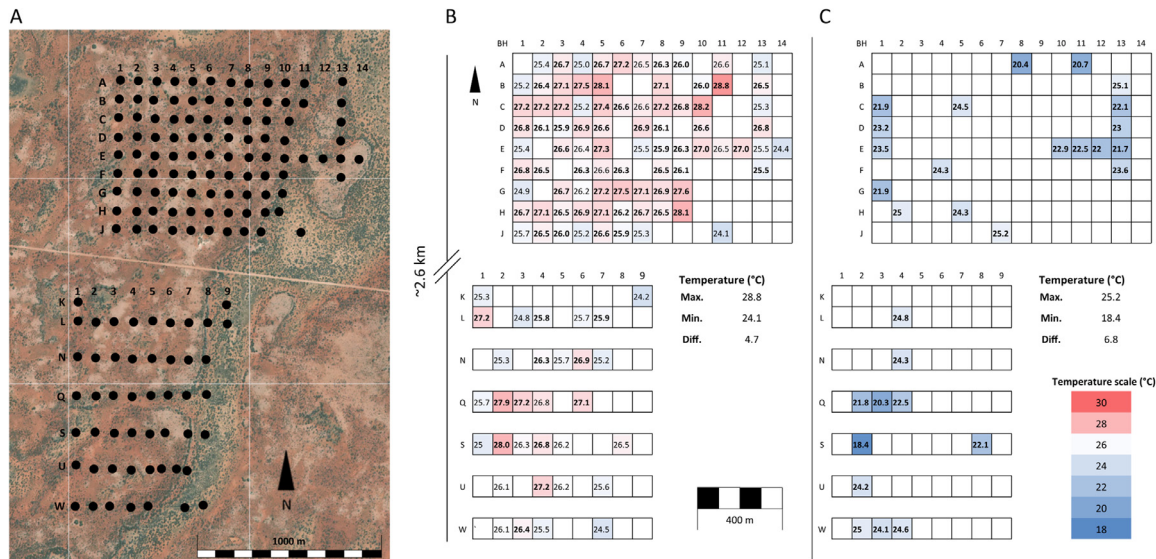 A
1 2 3 4 5 6 7 8 9 10 11 13 14
A
B
C
D
E
F
G
H
J
K 1 2 3 4 5 6 7 8 9
L
N
Q
S
U
W
N
1000 m
B
BH 1 2 3 4 5 6 7 8 9 10 11 12 13 14
A 25.4 26.7 25.0 26.7 27.2 26.5 26.3 26.0 26.6 25.1
N
B 25.2 26.4 27.1 27.5 28.1 27.1 26.0 28.8 26.5
C 27.2 27.2 27.2 25.2 27.4 26.6 26.6 27.2 26.8 28.2 25.3
D 26.8 26.1 25.9 26.9 26.6 26.9 26.1 26.6 26.8
E 25.4 26.6 26.4 27.3 25.5 25.9 26.3 27.0 26.5 27.0 25.5 24.4
F 26.8 26.5 26.3 26.6 26.3 26.5 26.1 25.5
G 24.9 26.7 26.2 27.2 27.5 27.1 26.9 27.6
H 26.7 27.1 26.5 26.9 27.1 26.2 26.7 26.5 28.1
J 25.7 26.5 26.0 25.2 26.6 25.9 25.3 24.1
~2.6 km
1 2 3 4 5 6 7 8 9
K 25.3 24.2
L 27.2 24.8 25.8 25.7 27.9
N 25.3 26.3 25.7 26.9 25.2
Q 25.7 27.9 27.2 26.8 27.1
S 25 28.0 26.3 26.8 26.2 26.5
U 26.1 27.2 26.2 25.6
W 26.1 26.4 25.5 24.5
Temperature (°C)
Max. 28.8
Min. 24.1
Diff. 4.7
400 m
C
BH 1 2 3 4 5 6 7 8 9 10 11 12 13 14
A 20.4 20.7
B 25.1
C 21.9 24.5 22.1
D 23.2 23
E 23.5 22.9 22.5 22 21.7
F 24.3 23.6
G 21.9
H 25 24.3
J 25.2
1 2 3 4 5 6 7 8 9
K
L 24.8
N 24.3
Q 21.8 20.3 22.5
S 18.4 22.1
U 24.2
W 25 24.1 24.6
Temperature (°C)
Max. 25.2
Min. 18.4
Diff. 6.8
Temperature scale (°C)
30
28
26
24
22
20
18